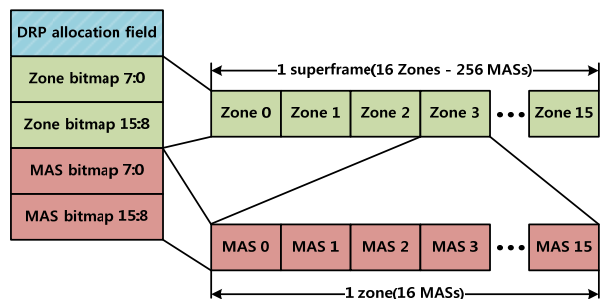 DRP allocation field
Zone bitmap 7:0
Zone bitmap 15:8
MAS bitmap 7:0
MAS bitmap 15:8
1 superframe(16 Zones - 256 MASs)
Zone 0 Zone 1 Zone 2 Zone 3 ••• Zone 15
MAS 0 MAS 1 MAS 2 MAS 3 ••• MAS 15
1 zone(16 MASs)